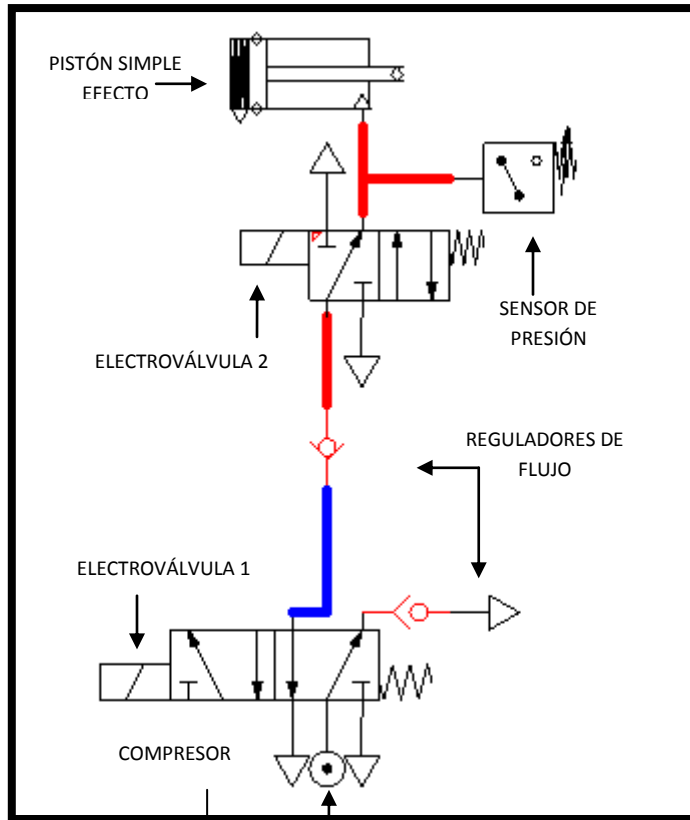 PISTÓN SIMPLE
EFECTO
SENSOR DE
PRESIÓN
ELECTROVÁLVULA 2
REGULADORES DE
FLUJO
ELECTROVÁLVULA 1
COMPRESOR